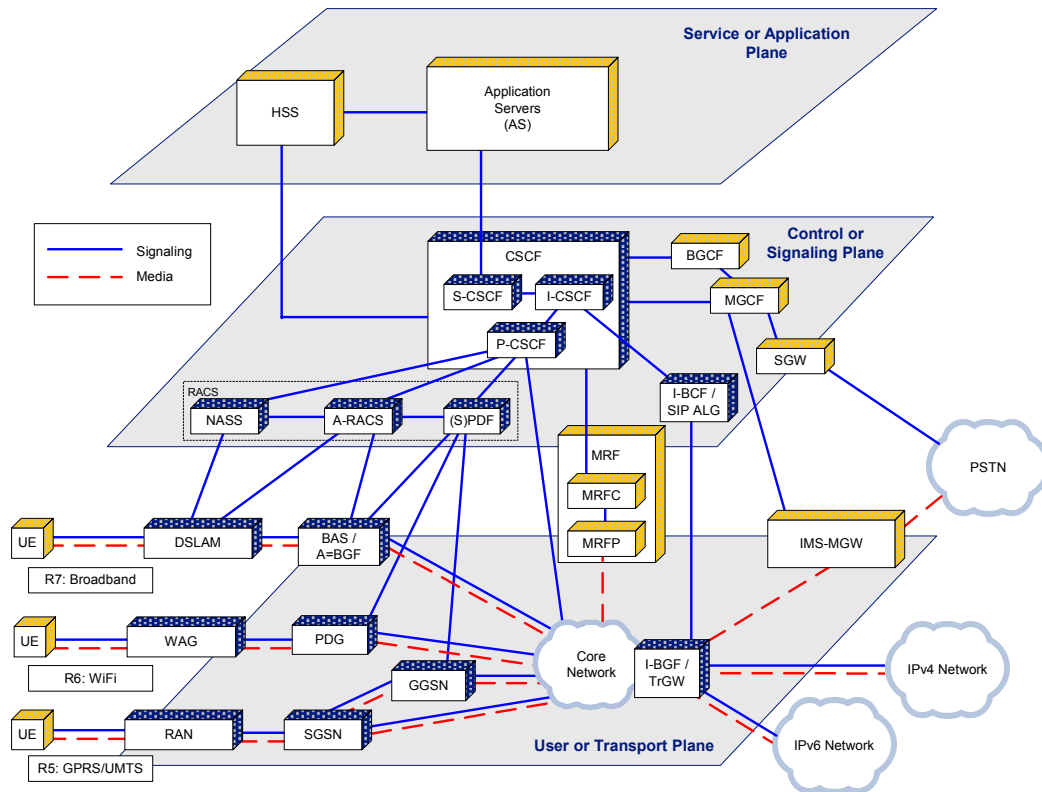 Service or Application
Plane
HSS
Application
Servers
(AS)
Signaling
Media
Control or
Signaling Plane
CSCF
BGCF
S-CSCF
I-CSCF
MGCF
P-CSCF
SGW
RACS
I-BCF /
SIP ALG
NASS
A-RACS
(S)PDF
PSTN
MRF
MRFC
MRFP
IMS-MGW
UE
DSLAM
BAS /
A=BGF
R7: Broadband
UE
WAG
PDG
Core
Network
I-BGF /
TrGW
IPv4 Network
R6: WiFi
GGSN
UE
RAN
SGSN
User or Transport Plane
IPv6 Network
R5: GPRS/UMTS